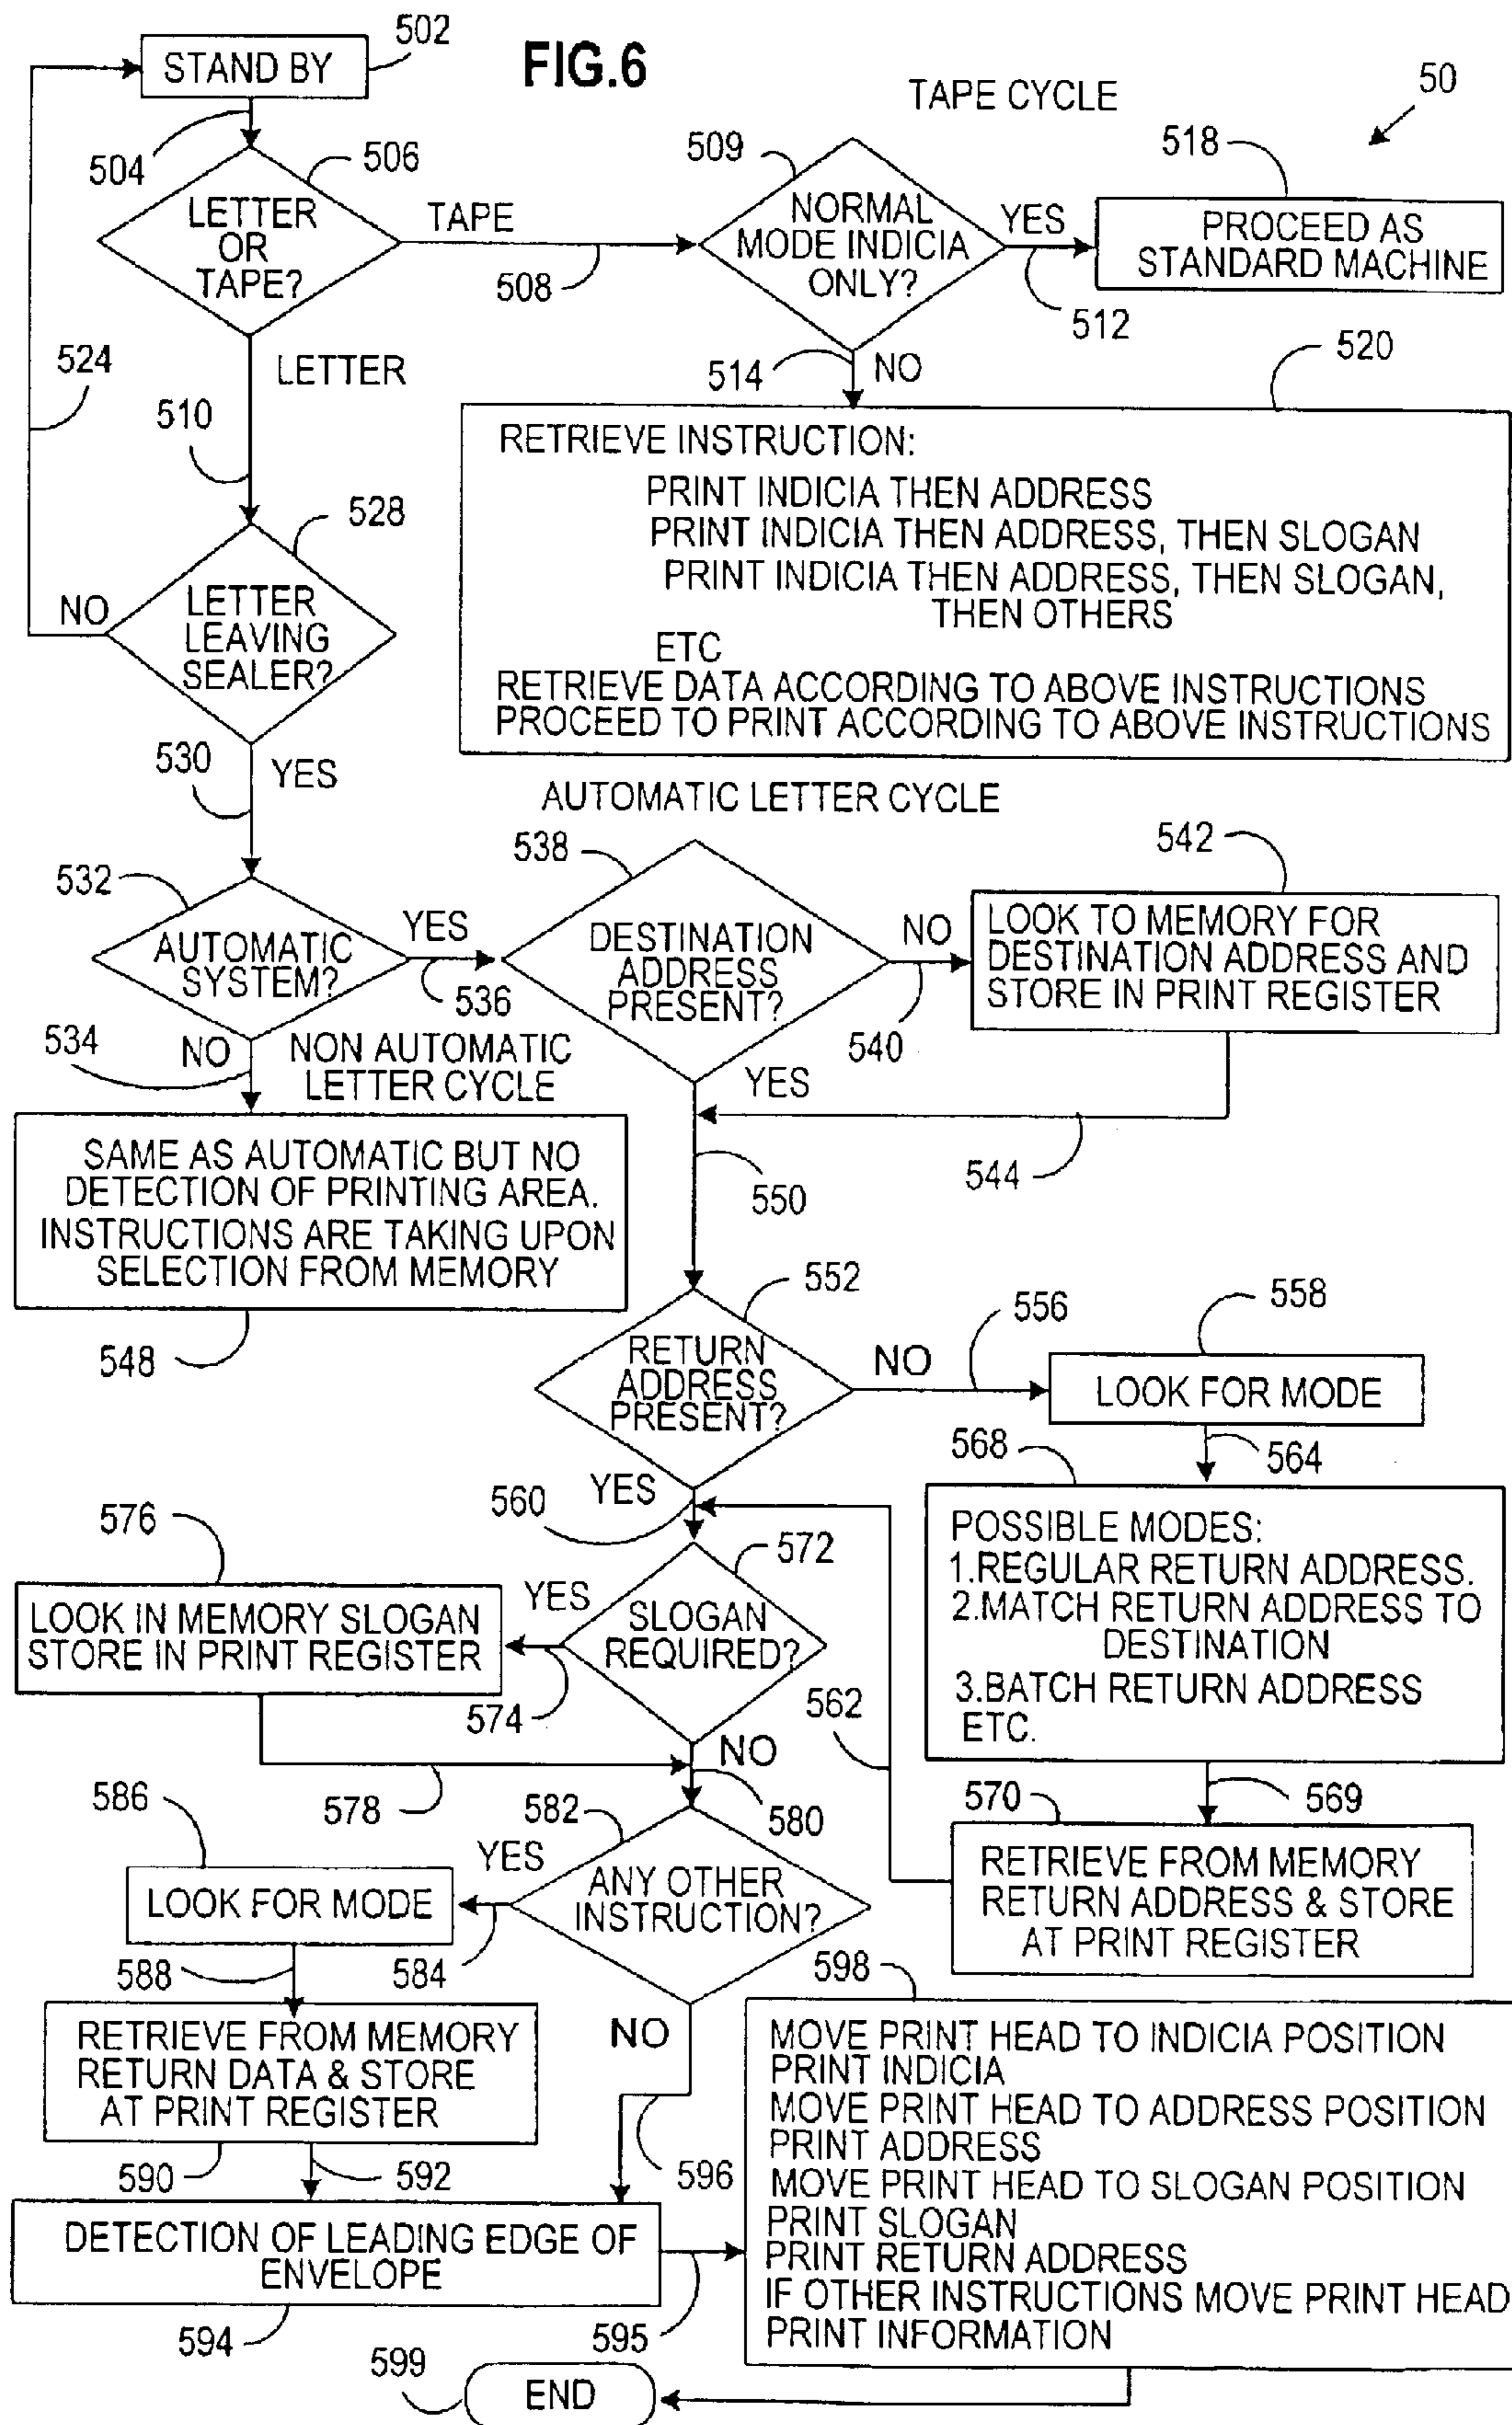 FIG.6
502
STAND BY
TAPE CYCLE
50
504
506
509
518
LETTER
OR
TAPE?
TAPE
508
NORMAL
MODE INDICIA
ONLY?
YES
512
PROCEED AS
STANDARD MACHINE
524
LETTER
510
514
NO
520
RETRIEVE INSTRUCTION:
PRINT INDICIA THEN ADDRESS
PRINT INDICIA THEN ADDRESS, THEN SLOGAN
PRINT INDICIA THEN ADDRESS, THEN SLOGAN,
THEN OTHERS
ETC
RETRIEVE DATA ACCORDING TO ABOVE INSTRUCTIONS
PROCEED TO PRINT ACCORDING TO ABOVE INSTRUCTIONS
528
NO
LETTER
LEAVING
SEALER?
530
YES
AUTOMATIC LETTER CYCLE
532
AUTOMATIC
SYSTEM?
YES
536
538
DESTINATION
ADDRESS
PRESENT?
NO
540
542
LOOK TO MEMORY FOR
DESTINATION ADDRESS AND
STORE IN PRINT REGISTER
534
NO
NON AUTOMATIC
LETTER CYCLE
YES
544
550
SAME AS AUTOMATIC BUT NO
DETECTION OF PRINTING AREA.
INSTRUCTIONS ARE TAKING UPON
SELECTION FROM MEMORY
548
552
RETURN
ADDRESS
PRESENT?
NO
556
558
LOOK FOR MODE
564
568
POSSIBLE MODES:
1.REGULAR RETURN ADDRESS.
2.MATCH RETURN ADDRESS TO
DESTINATION
3.BATCH RETURN ADDRESS
ETC.
560
YES
572
SLOGAN
REQUIRED?
YES
574
576
LOOK IN MEMORY SLOGAN
STORE IN PRINT REGISTER
562
578
NO
580
569
570
RETRIEVE FROM MEMORY
RETURN ADDRESS & STORE
AT PRINT REGISTER
582
ANY OTHER
INSTRUCTION?
YES
584
586
LOOK FOR MODE
588
RETRIEVE FROM MEMORY
RETURN DATA & STORE
AT PRINT REGISTER
590
592
NO
596
DETECTION OF LEADING EDGE OF
ENVELOPE
594
595
598
MOVE PRINT HEAD TO INDICIA POSITION
PRINT INDICIA
MOVE PRINT HEAD TO ADDRESS POSITION
PRINT ADDRESS
MOVE PRINT HEAD TO SLOGAN POSITION
PRINT SLOGAN
PRINT RETURN ADDRESS
IF OTHER INSTRUCTIONS MOVE PRINT HEAD
PRINT INFORMATION
599
END